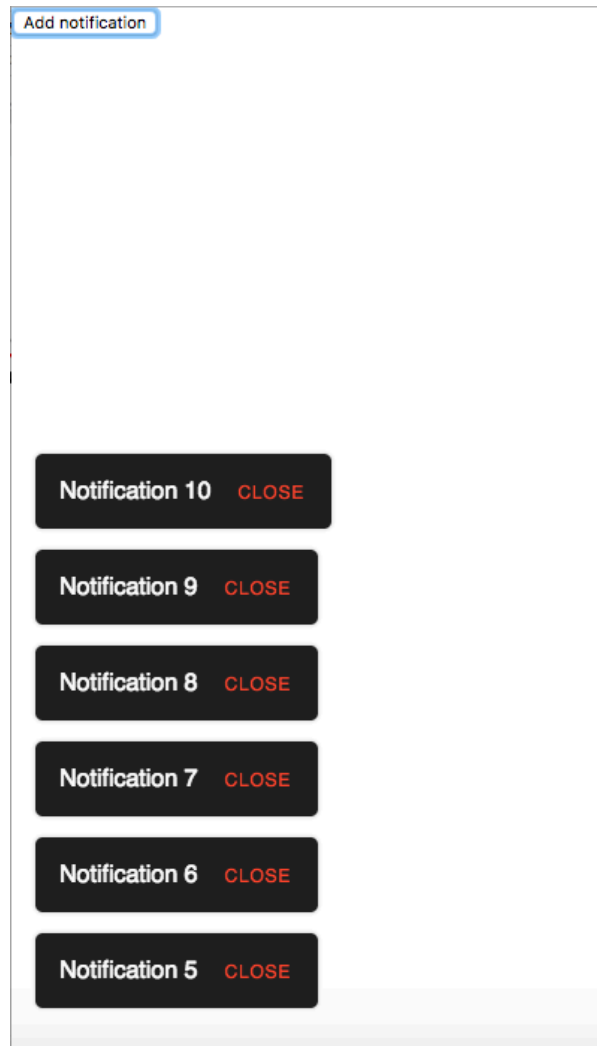 Add notification
Notification 10 CLOSE
Notification 9 CLOSE
Notification 8 CLOSE
Notification 7 CLOSE
Notification 6 CLOSE
Notification 5 CLOSE